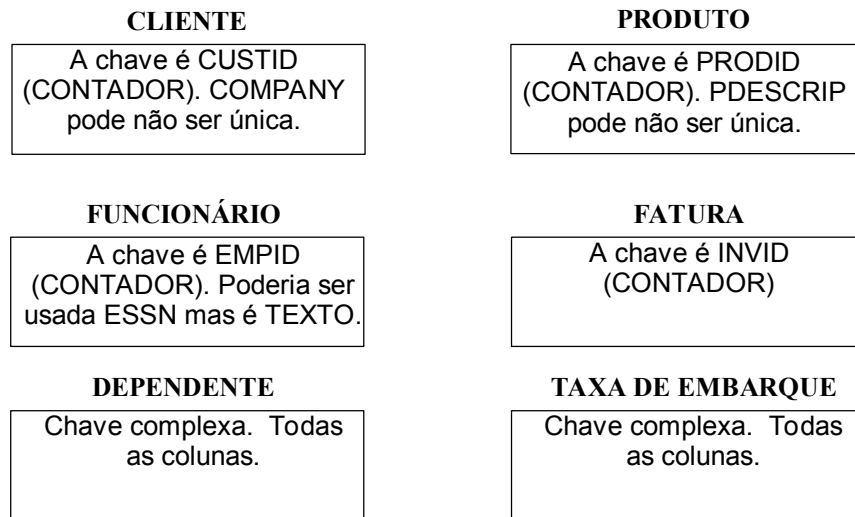 CLIENTE
A chave é CUSTID
(CONTADOR). COMPANY
pode não ser única.
PRODUTO
A chave é PRODID
(CONTADOR). PDESCRIP
pode não ser única.
FUNCIONÁRIO
A chave é EMPID
(CONTADOR). Poderia ser
usada ESSN mas é TEXTO.
FATURA
A chave é INVID
(CONTADOR)
DEPENDENTE
Chave complexa. Todas
as colunas.
TAXA DE EMBARQUE
Chave complexa. Todas
as colunas.